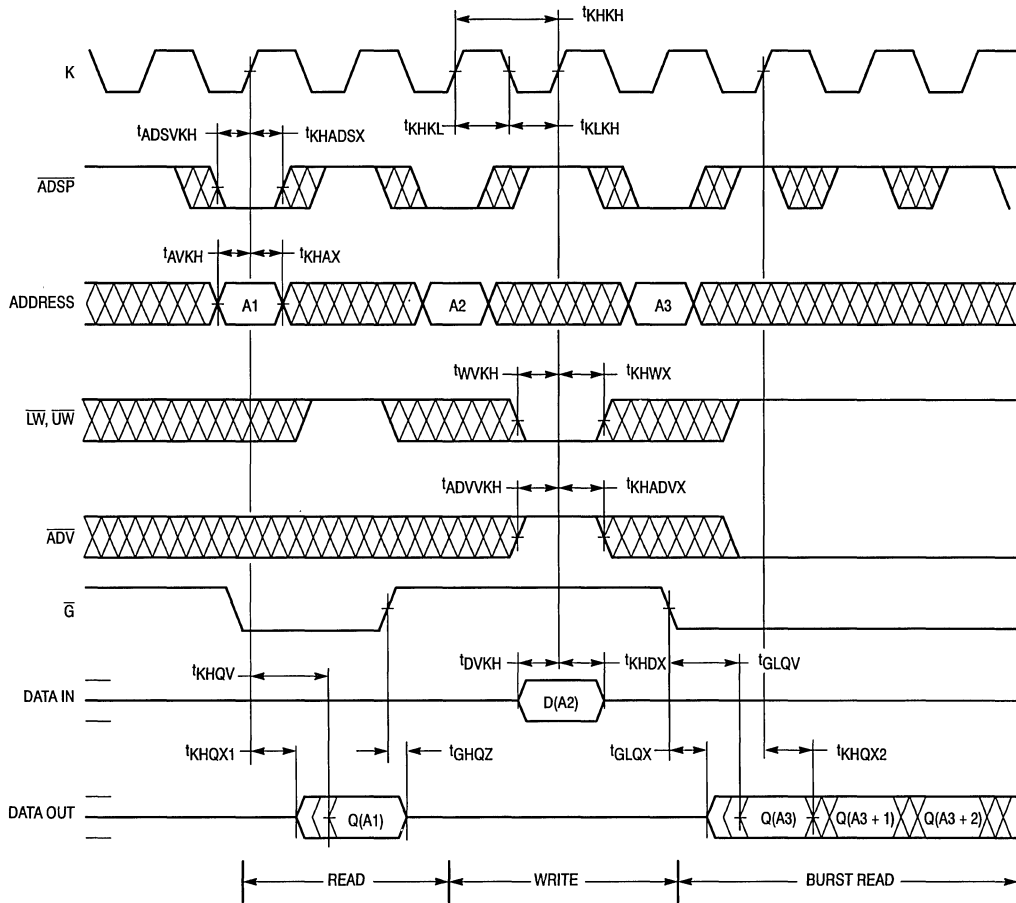 tKHKH
K
tADSVKH tKHADSX tKHKL tKLKH
ADSP
tAVKH tKHAX
ADDRESS A1 A2 A3
tWVKH tKHWX
LW, UW
tADVVKH tKHADVX
ADV
G
tKHQV tDVKH tKHDX tGLQV
DATA IN D(A2)
tKHQX1 tGHQZ tGLQX tKHQX2
DATA OUT Q(A1) Q(A3) Q(A3 + 1) Q(A3 + 2)
READ WRITE BURST READ